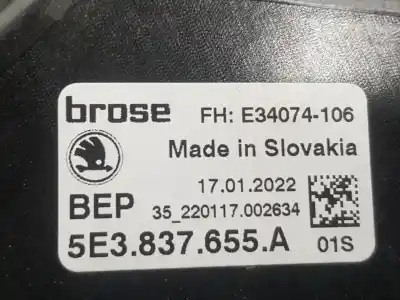 brose FH: E34074-106
Made in Slovakia
17.01.2022
BEP 35_220117.002634
5E3.837.655.A 01S